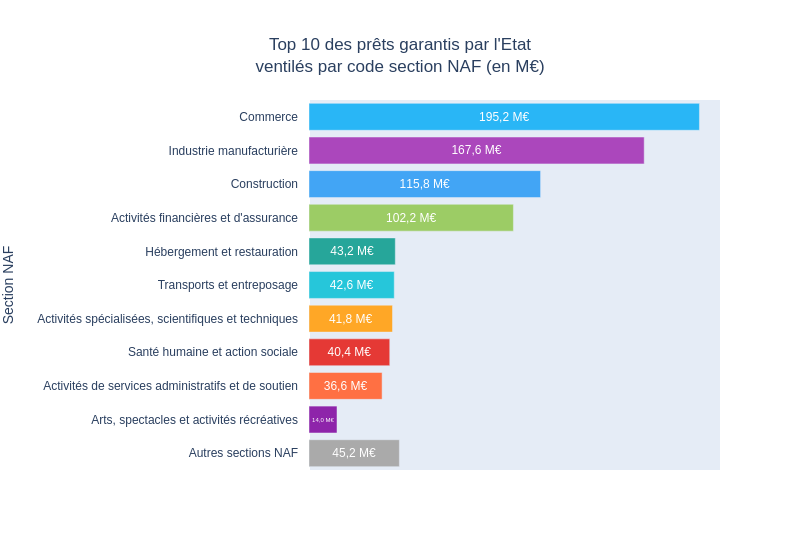 Top 10 des prêts garantis par l'Etat
ventilés par code section NAF (en M€)
Section NAF
Commerce 195,2 M€
Industrie manufacturière 167,6 M€
Construction 115,8 M€
Activités financières et d'assurance 102,2 M€
Hébergement et restauration 43,2 M€
Transports et entreposage 42,6 M€
Activités spécialisées, scientifiques et techniques 41,8 M€
Santé humaine et action sociale 40,4 M€
Activités de services administratifs et de soutien 36,6 M€
Arts, spectacles et activités récréatives 14,0 M€
Autres sections NAF 45,2 M€